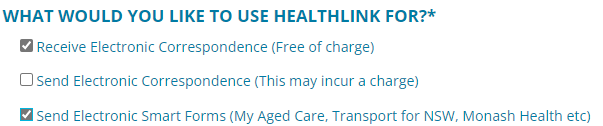 WHAT WOULD YOU LIKE TO USE HEALTHLINK FOR?*
Receive Electronic Correspondence (Free of charge)
Send Electronic Correspondence (This may incur a charge)
Send Electronic Smart Forms (My Aged Care, Transport for NSW, Monash Health etc)